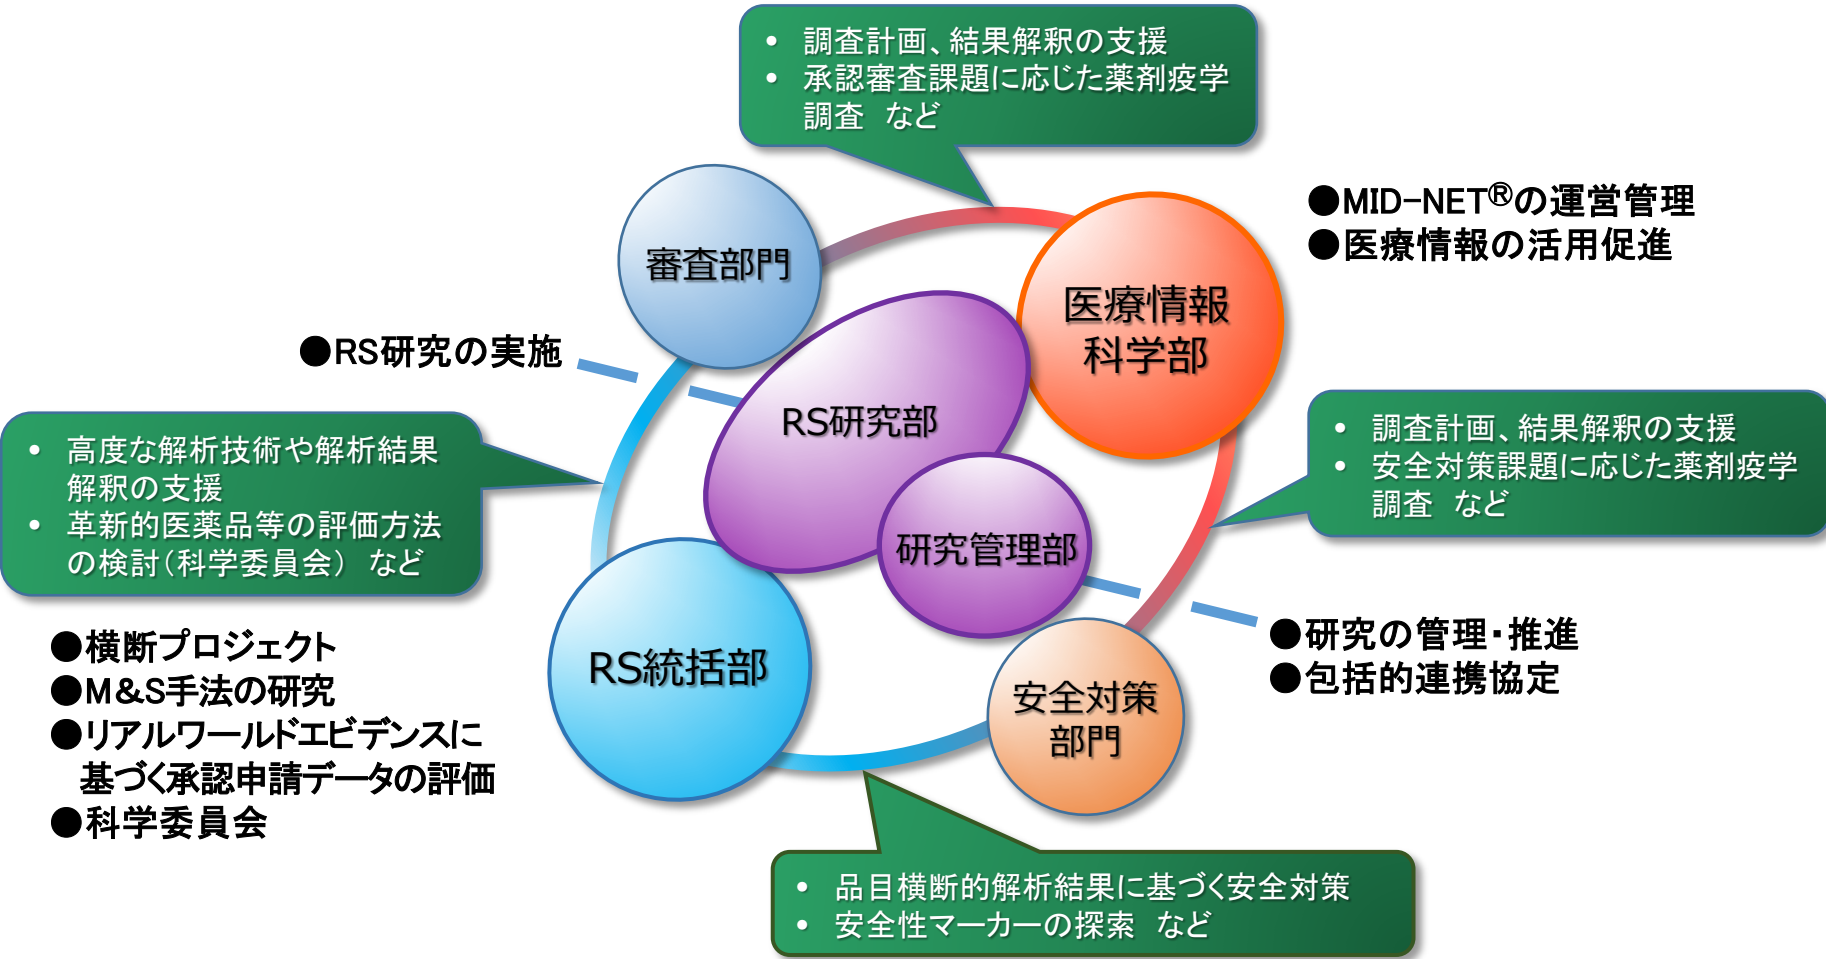 • 調査計画、結果解釈の支援
• 承認審査課題に応じた薬剤疫学
調査 など
●MID-NET®の運営管理
●医療情報の活用促進
審査部門
医療情報
科学部
●RS研究の実施
RS研究部
• 高度な解析技術や解析結果
解釈の支援
• 革新的医薬品等の評価方法
の検討（科学委員会） など
• 調査計画、結果解釈の支援
• 安全対策課題に応じた薬剤疫学
調査 など
研究管理部
●研究の管理・推進
●包括的連携協定
RS統括部
●横断プロジェクト
●M&S手法の研究
●リアルワールドエビデンスに
基づく承認申請データの評価
●科学委員会
安全対策
部門
• 品目横断的解析結果に基づく安全対策
• 安全性マーカーの探索 など